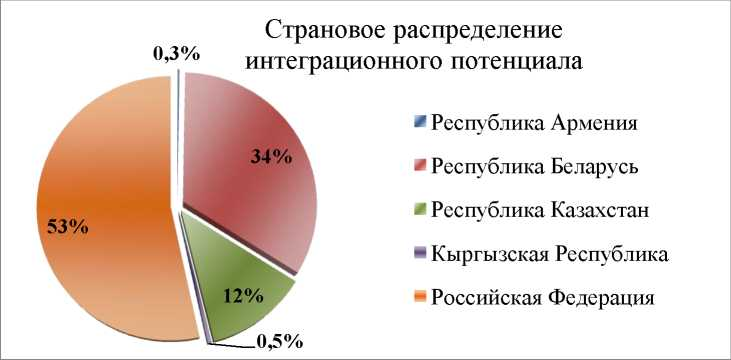 Страновое распределение
интеграционного потенциала
0,3%
34%
12%
0,5%
53%
Республика Армения
Республика Беларусь
Республика Казахстан
Кыргызская Республика
Российская Федерация